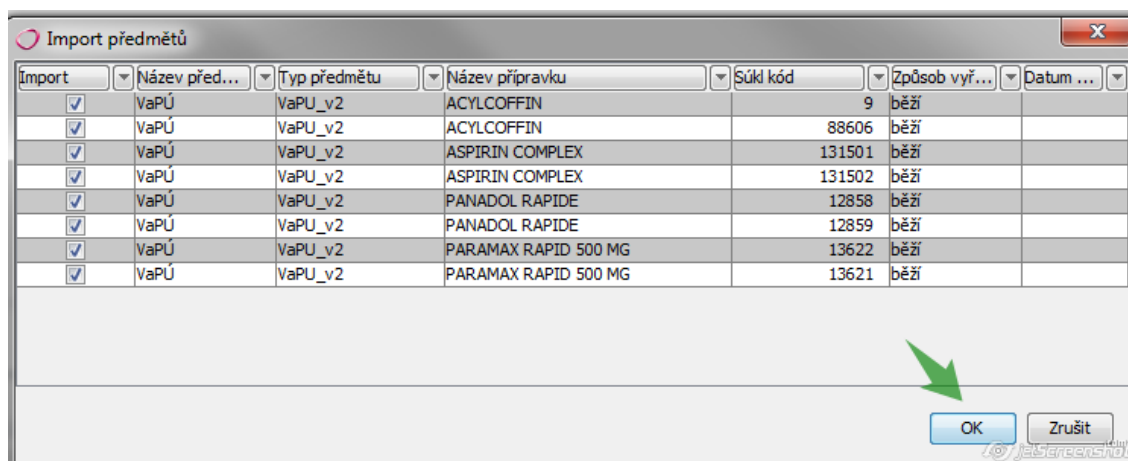 Import předmětů
Import Název před... Typ předmětu Název přípravku Súkl kód Způsob vyř... Datum ...
VaPÚ VaPU_v2 ACYLCOFFIN 9 běží
VaPÚ VaPU_v2 ACYLCOFFIN 88606 běží
VaPÚ VaPU_v2 ASPIRIN COMPLEX 131501 běží
VaPÚ VaPU_v2 ASPIRIN COMPLEX 131502 běží
VaPÚ VaPU_v2 PANADOL RAPIDE 12858 běží
VaPÚ VaPU_v2 PANADOL RAPIDE 12859 běží
VaPÚ VaPU_v2 PARAMAX RAPID 500 MG 13622 běží
VaPÚ VaPU_v2 PARAMAX RAPID 500 MG 13621 běží
OK Zrušit